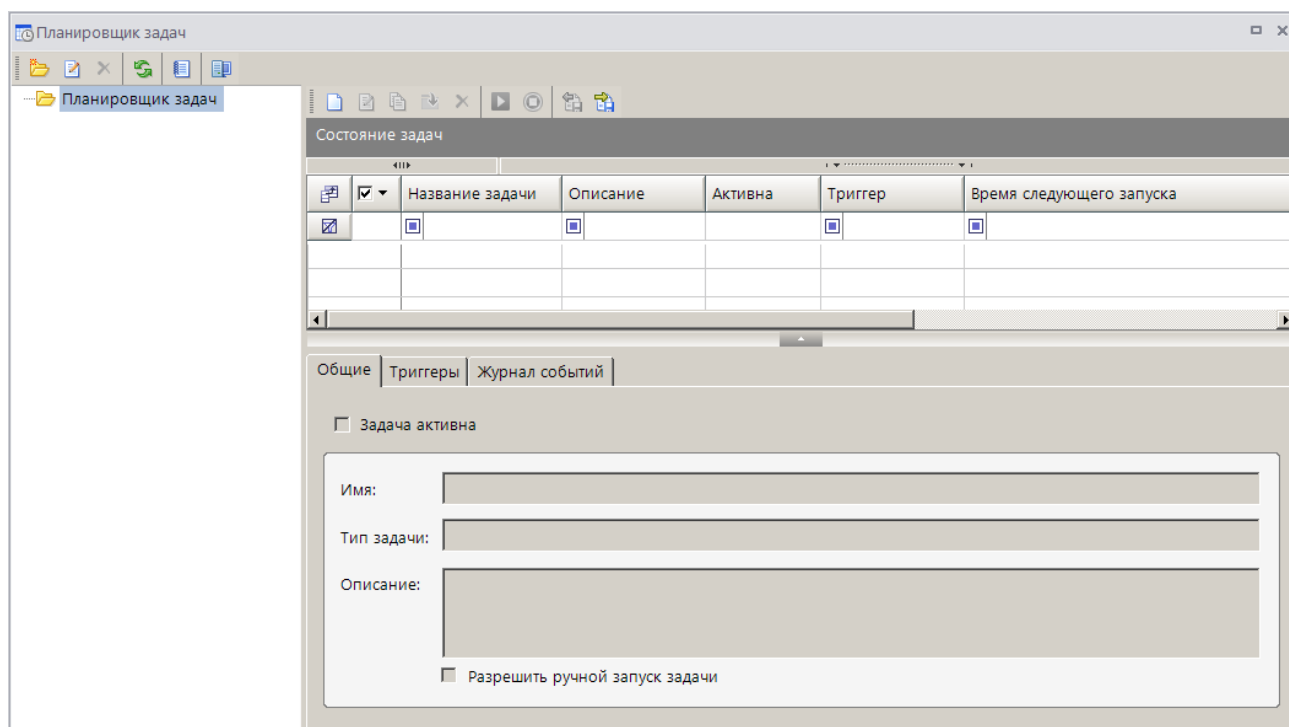 Планировщик задач
Планировщик задач
Состояние задач
Название задачи Описание Активна Триггер Время следующего запуска
Общие Триггеры Журнал событий
Задача активна
Имя:
Тип задачи:
Описание:
Разрешить ручной запуск задачи